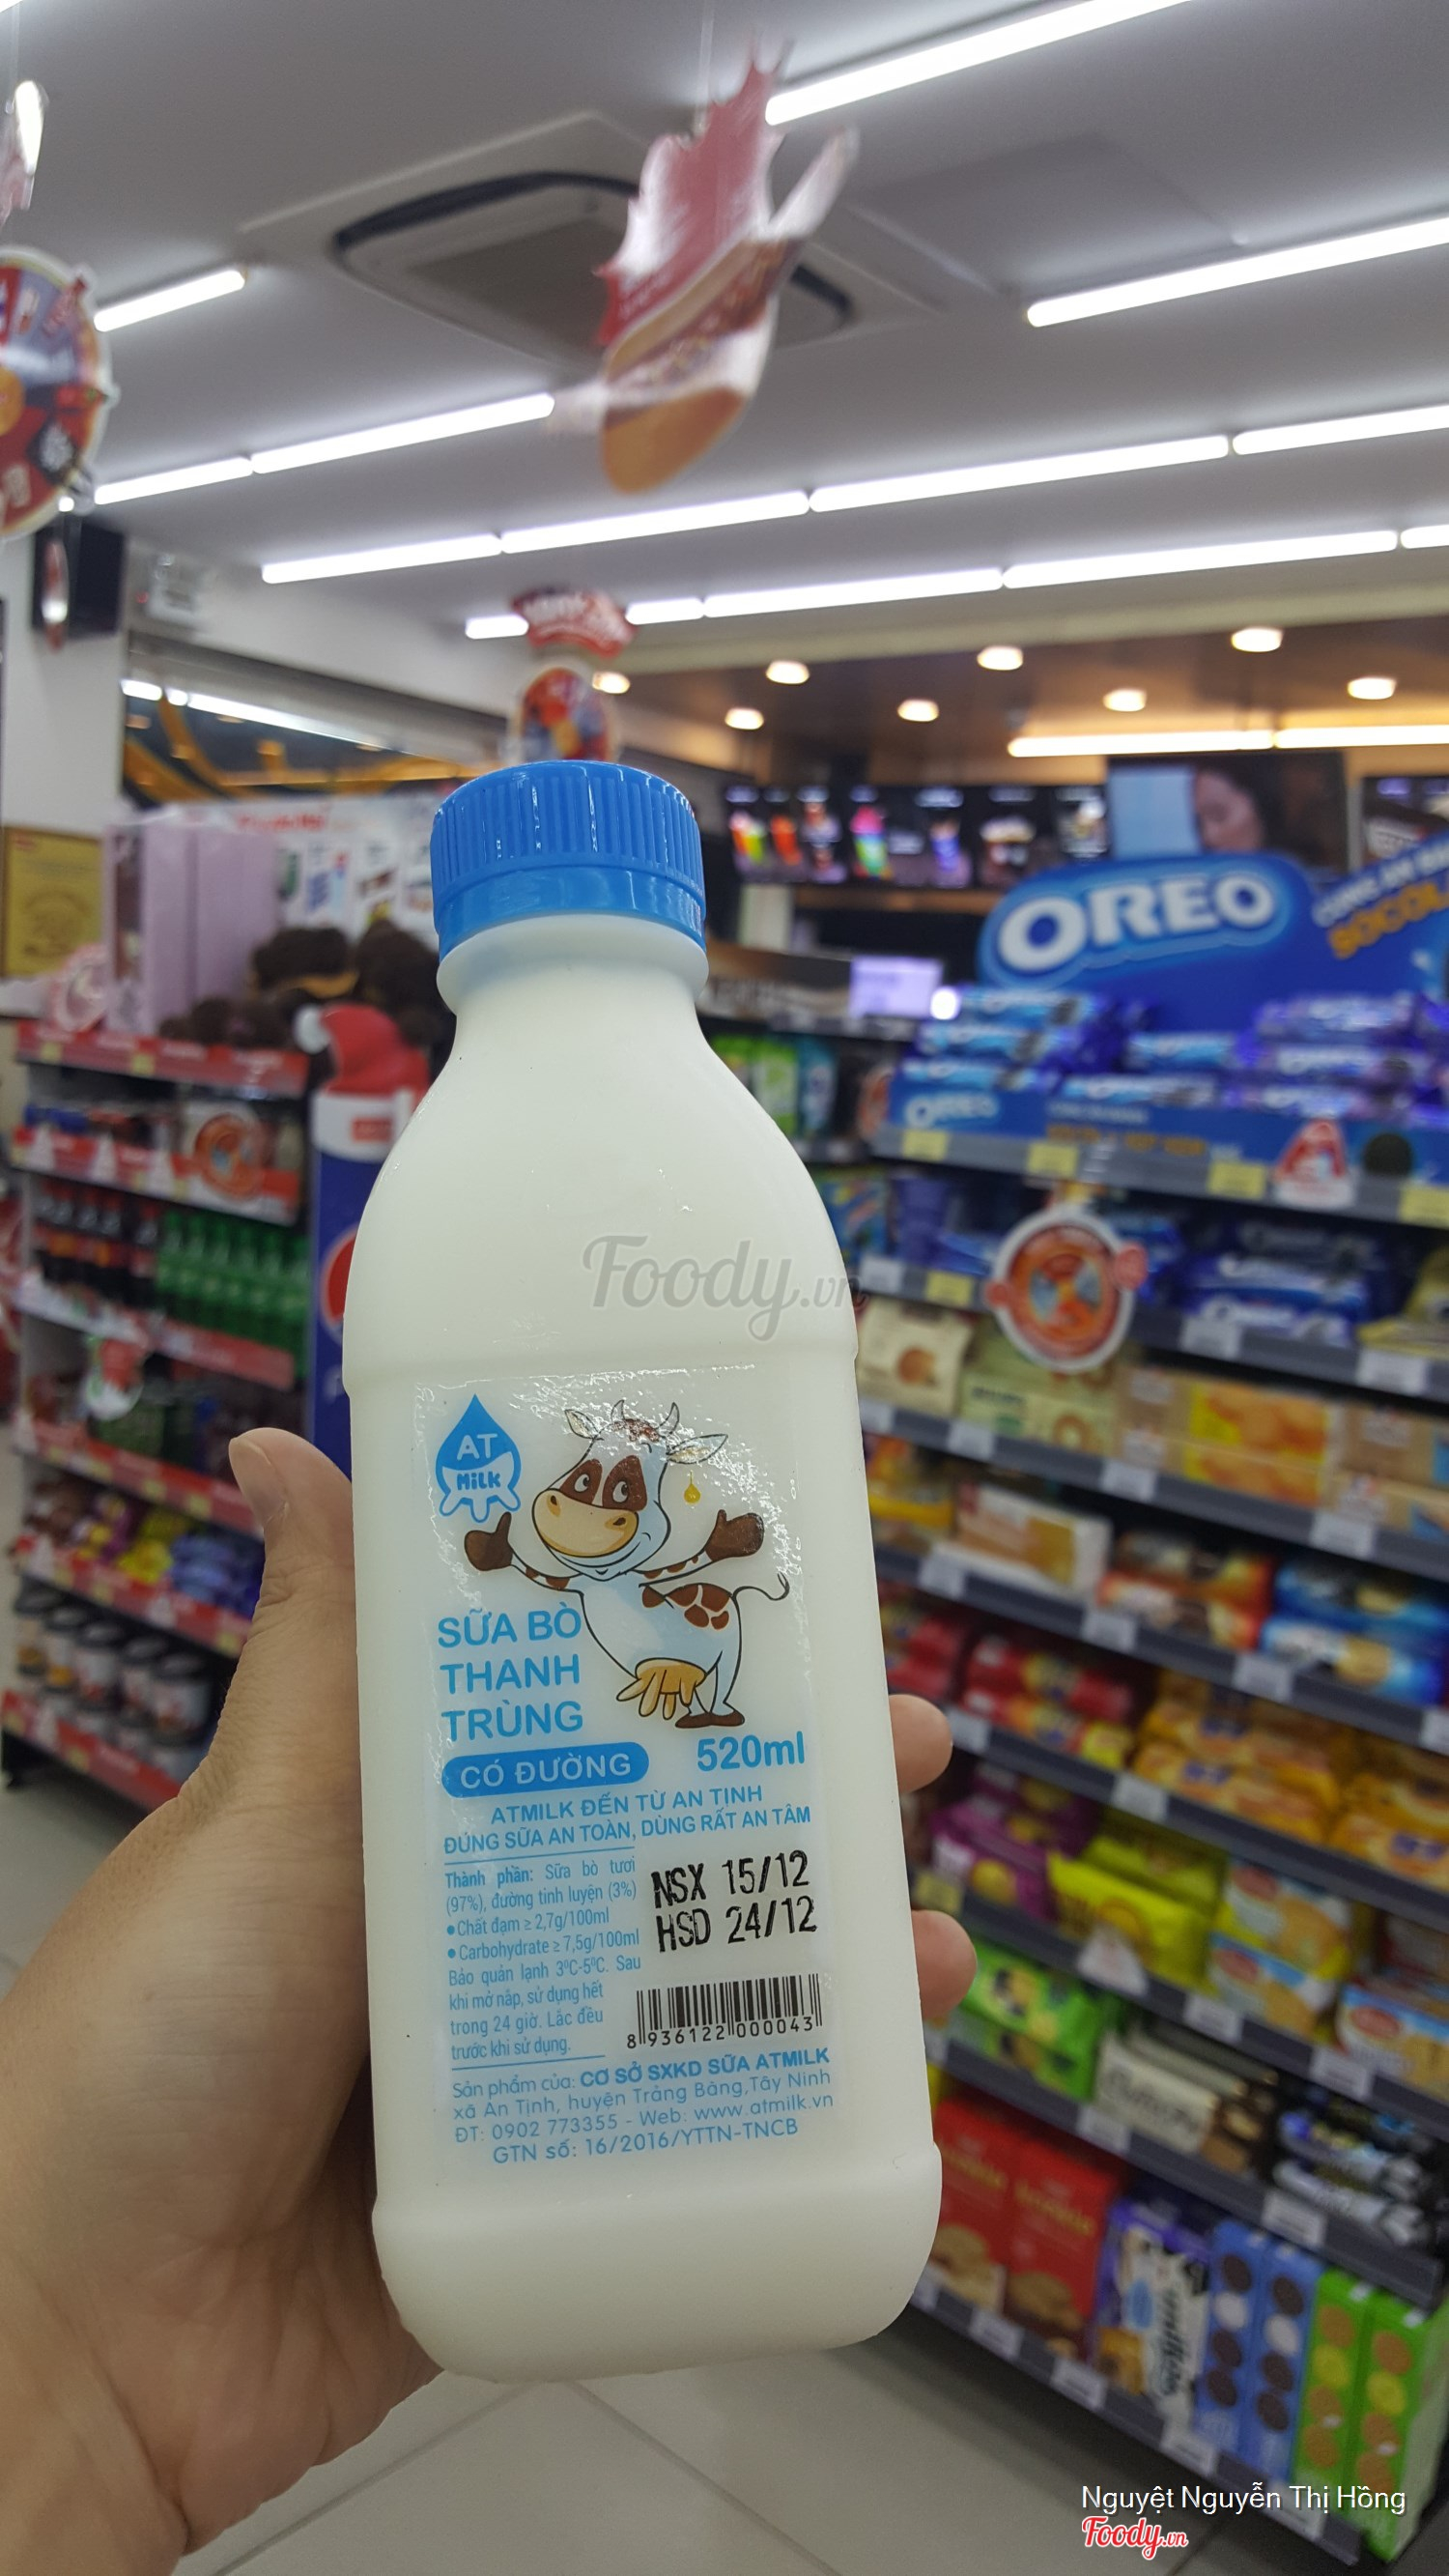 OREO
OREO
Foody.vn
AT
MiLK
SỮA BÒ
THANH
TRÙNG
CÓ ĐƯỜNG
520ml
ATMILK ĐẾN TỪ AN TỊNH
ĐÚNG SỮA AN TOÀN, DÙNG RẤT AN TÂM
Thành phần: Sữa bò tươi
(97%), đường tinh luyện (3%)
• Chất đạm ≥ 2,7g/100ml
• Carbohydrate ≥ 7,5g/100ml
Bảo quản lạnh 3⁰C-5⁰C. Sau
khi mở nắp, sử dụng hết
trong 24 giờ. Lắc đều
trước khi sử dụng.
NSX 15/12
HSD 24/12
8 936122 000043
Sản phẩm của: CƠ SỞ SXKD SỮA ATMILK
xã An Tịnh, huyện Trảng Bàng,Tây Ninh
ĐT: 0902 773355 - Web: www.atmilk.vn
GTN số: 16/2016/YTTN-TNCB
Nguyệt Nguyễn Thị Hồng
Foody.vn